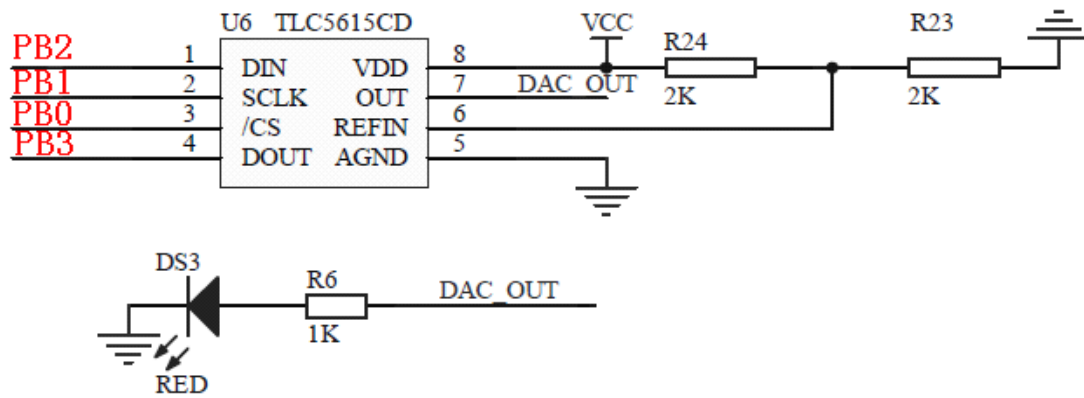 U6 TLC5615CD
VCC
R24
R23
PB2
1
DIN
VDD
8
2K
2K
PB1
2
SCLK
OUT
7
DAC_OUT
PB0
3
/CS
REFIN
6
PB3
4
DOUT
AGND
5
DS3
R6
DAC_OUT
1K
RED